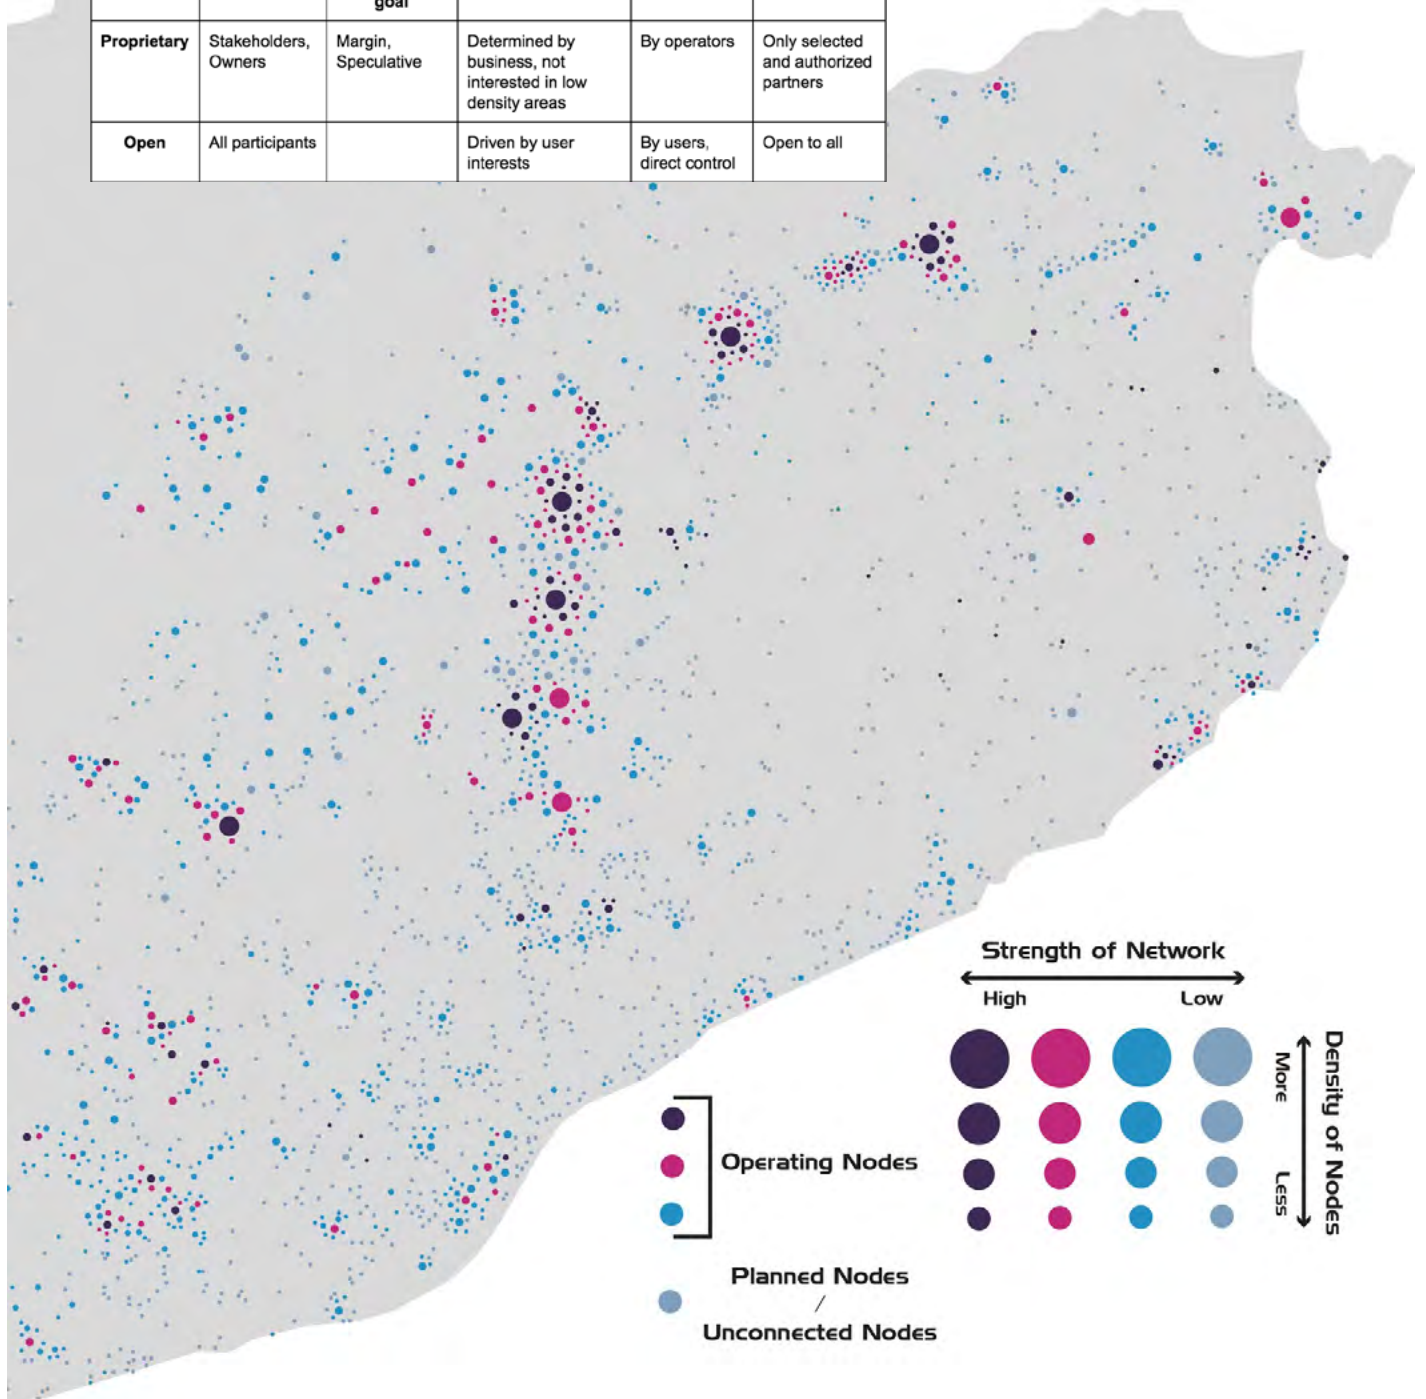 goal
Proprietary
Stakeholders,
Owners
Margin,
Speculative
Determined by
business, not
interested in low
density areas
By operators
Only selected
and authorized
partners
Open
All participants
Driven by user
interests
By users,
direct control
Open to all
Strength of Network
High
Low
More
Less
Density of Nodes
Operating Nodes
Planned Nodes
/
Unconnected Nodes